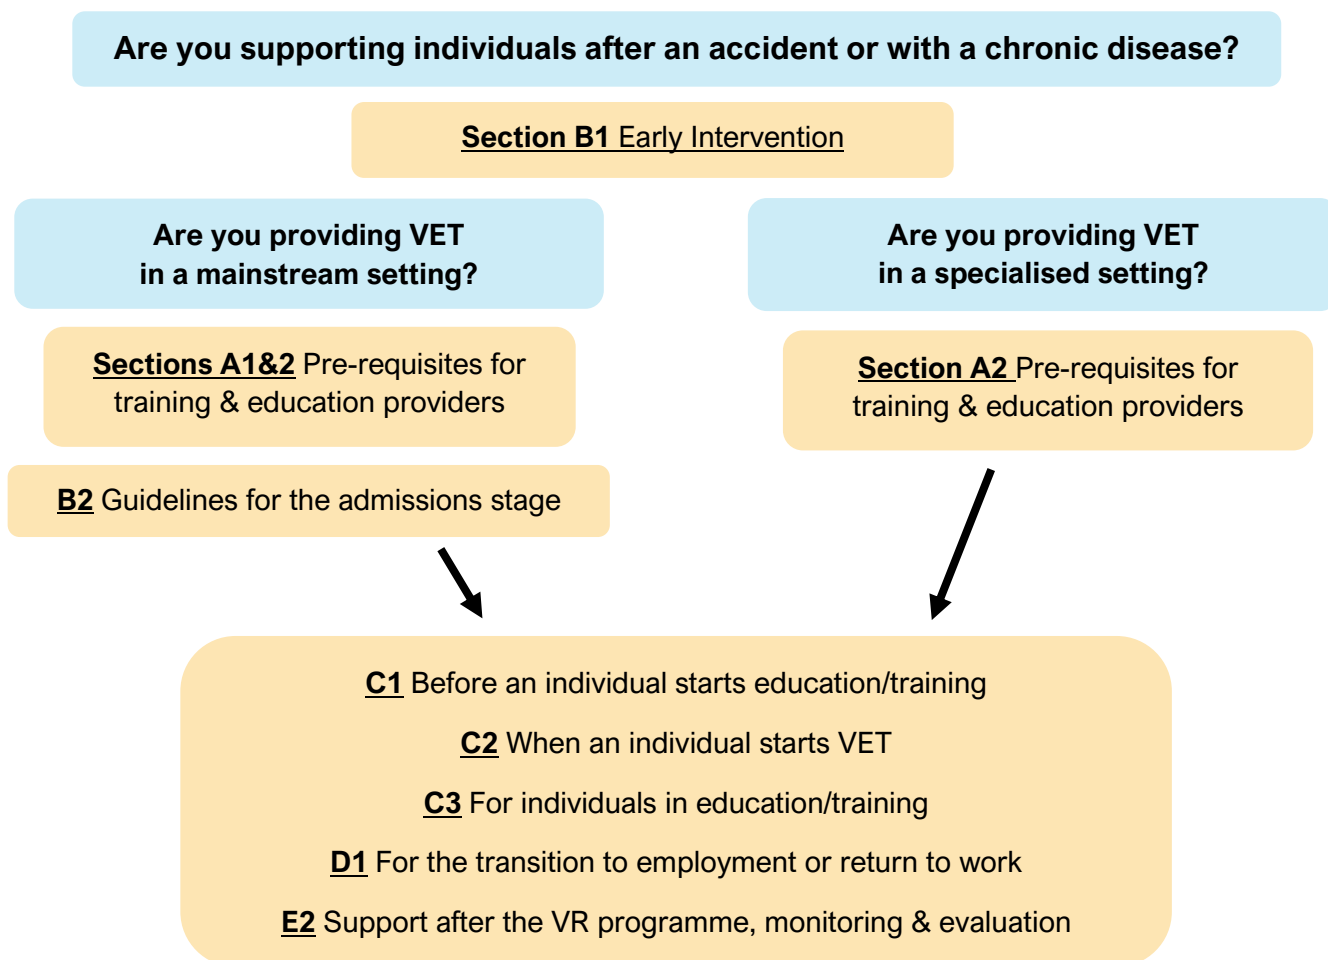 Are you supporting individuals after an accident or with a chronic disease?
Section B1 Early Intervention
Are you providing VET
in a mainstream setting?
Are you providing VET
in a specialised setting?
Sections A1&2 Pre-requisites for
training & education providers
Section A2 Pre-requisites for
training & education providers
B2 Guidelines for the admissions stage
C1 Before an individual starts education/training
C2 When an individual starts VET
C3 For individuals in education/training
D1 For the transition to employment or return to work
E2 Support after the VR programme, monitoring & evaluation